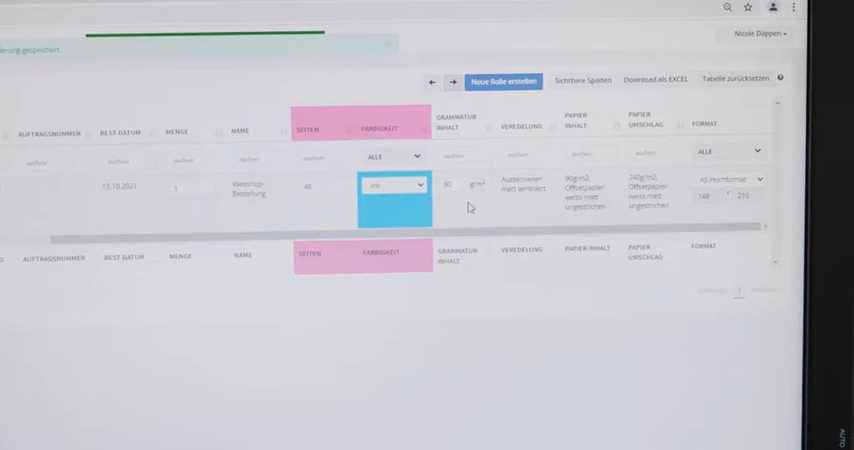 Nicole Däppen
ierung gespeichert.
Neue Rolle erstellen
Sichtbare Spalten
Download als EXCEL
Tabelle zurücksetzen
AUFTRAGSNUMMER
BEST-DATUM
MENGE
NAME
SEITEN
FARBIGKEIT
GRAMMATUR
INHALT
VEREDELUNG
PAPIER
INHALT
PAPIER
UMSCHLAG
FORMAT
suchen
suchen
suchen
suchen
suchen
ALLE
suchen
suchen
suchen
suchen
ALLE
13.10.2021
1
Webshop-
Bestellung
48
90 g/m²
matt laminiert
90g/m2,
Offsetpapier
weiss matt
ungestrichen
240g/m2,
Offsetpapier
weiss matt
ungestrichen
A5 Hochformat
148 x 210
AUFTRAGSNUMMER
BEST-DATUM
MENGE
NAME
SEITEN
FARBIGKEIT
GRAMMATUR
INHALT
VEREDELUNG
PAPIER INHALT
PAPIER
UMSCHLAG
FORMAT
1
AUTO